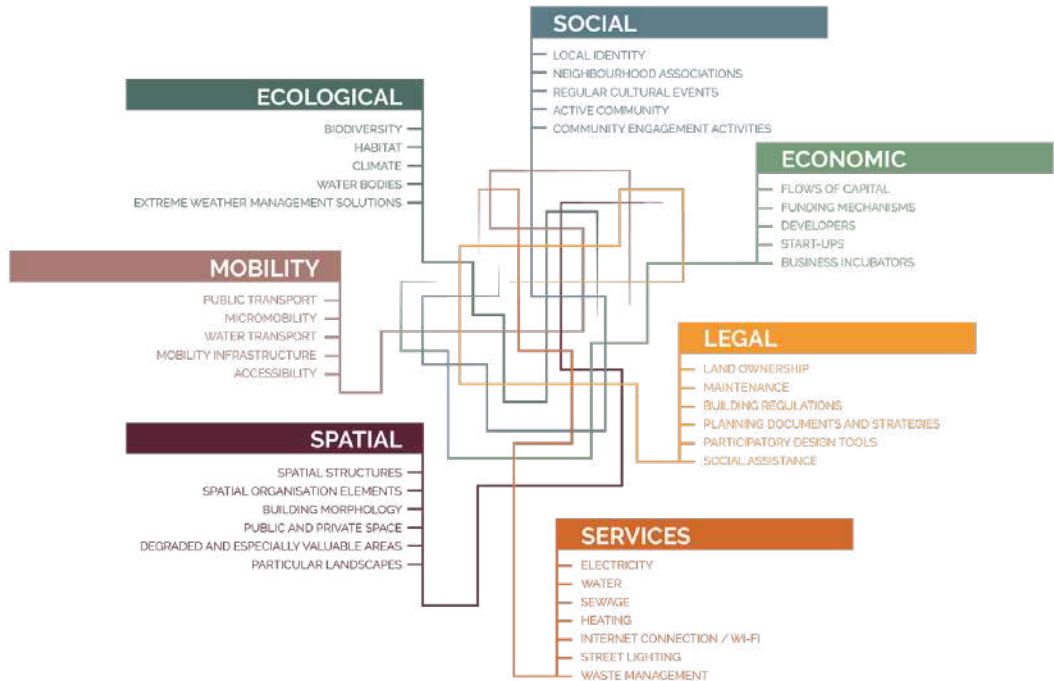 SOCIAL
LOCAL IDENTITY
NEIGHBOURHOOD ASSOCIATIONS
REGULAR CULTURAL EVENTS
ACTIVE COMMUNITY
COMMUNITY ENGAGEMENT ACTIVITIES
ECOLOGICAL
BIODIVERSITY
HABITAT
CLIMATE
WATER BODIES
EXTREME WEATHER MANAGEMENT SOLUTIONS
ECONOMIC
FLOWS OF CAPITAL
FUNDING MECHANISMS
DEVELOPERS
START-UPS
BUSINESS INCUBATORS
MOBILITY
PUBLIC TRANSPORT
MICROMOBILITY
WATER TRANSPORT
MOBILITY INFRASTRUCTURE
ACCESSIBILITY
LEGAL
LAND OWNERSHIP
MAINTENANCE
BUILDING REGULATIONS
PLANNING DOCUMENTS AND STRATEGIES
PARTICIPATORY DESIGN TOOLS
SOCIAL ASSISTANCE
SPATIAL
SPATIAL STRUCTURES
SPATIAL ORGANISATION ELEMENTS
BUILDING MORPHOLOGY
PUBLIC AND PRIVATE SPACE
DEGRADED AND ESPECIALLY VALUABLE AREAS
PARTICULAR LANDSCAPES
SERVICES
ELECTRICITY
WATER
SEWAGE
HEATING
INTERNET CONNECTION / WI-FI
STREET LIGHTING
WASTE MANAGEMENT